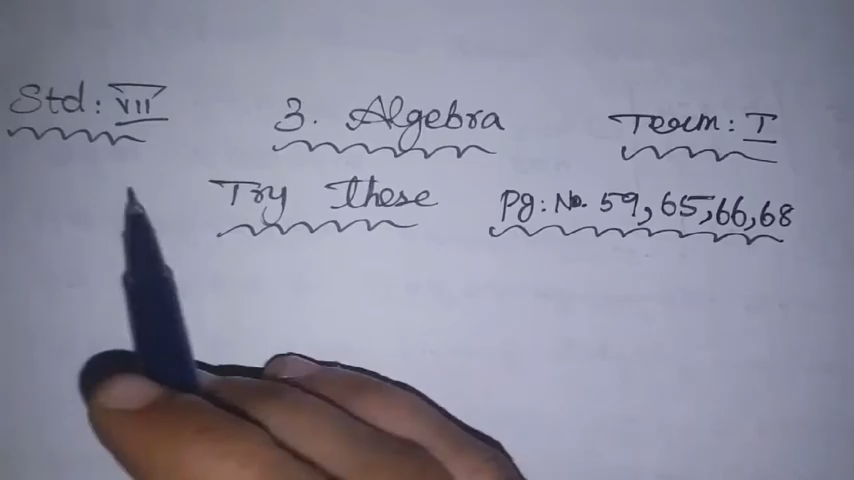 Std: VII 3. Algebra Term: I
Try these Pg: No. 59, 65, 66, 68